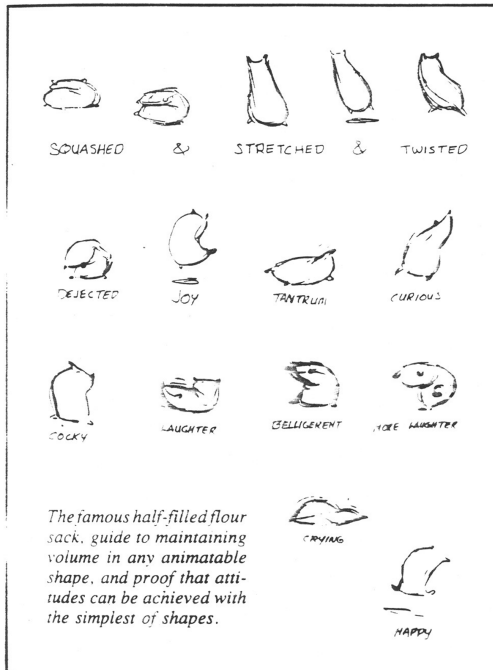 SQUASHED & STRETCHED & TWISTED
DEJECTED JOY TANTRUM CURIOUS
COCKY LAUGHTER BELLIGERENT MORE LAUGHTER
CRYING
HAPPY
The famous half-filled flour
sack, guide to maintaining
volume in any animatable
shape, and proof that atti-
tudes can be achieved with
the simplest of shapes.